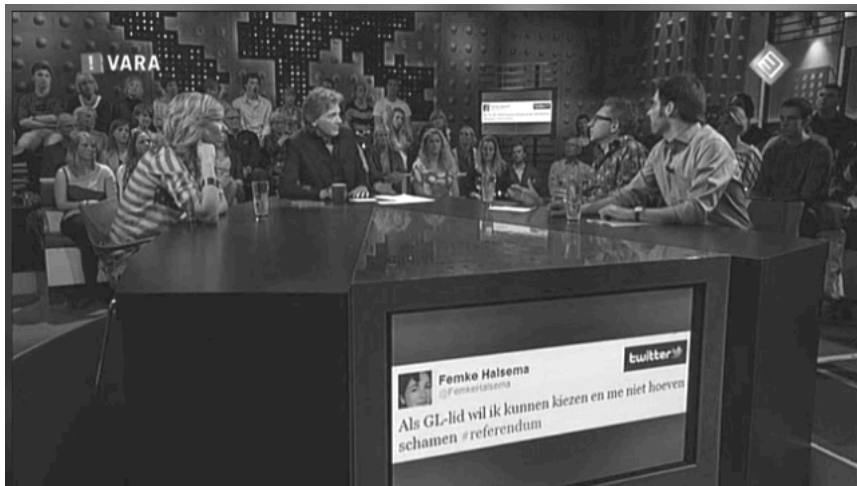 ! VARA
Femke Halsema
@FemkeHalsema
twitter
Als GL-lid wil ik kunnen kiezen en me niet hoeven
schamen #referendum